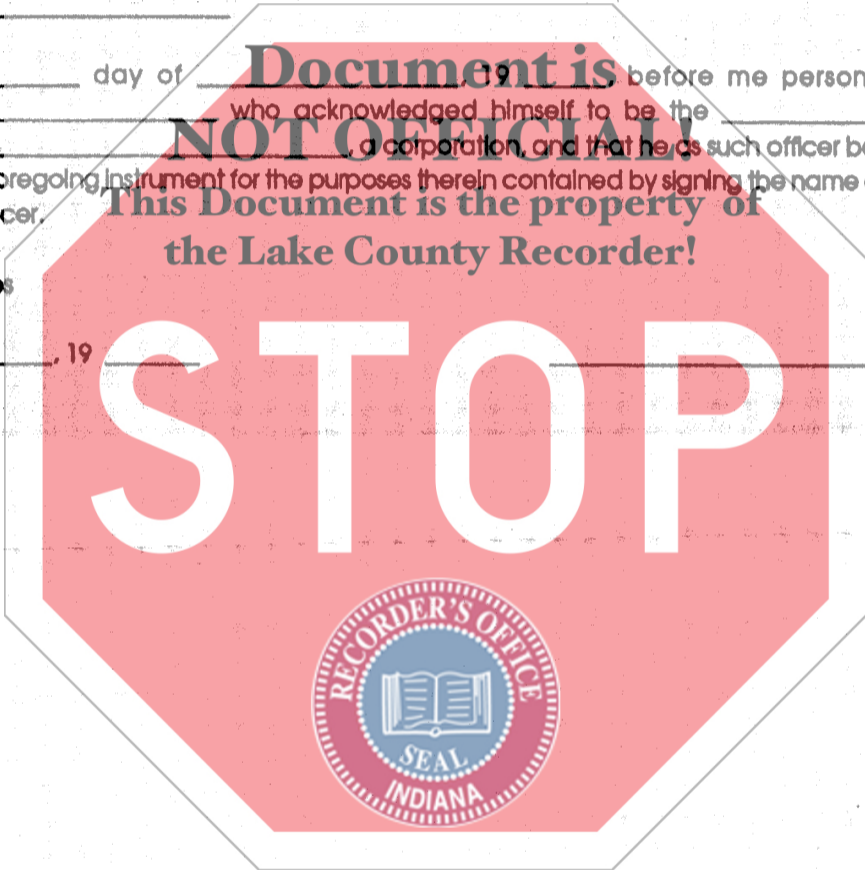 day of , 19 , before me person
who acknowledged himself to be the
, a corporation, and that he as such officer be
oregoing instrument for the purposes therein contained by signing the name
cer.
s
, 19
Document is
NOT OFFICIAL!
This Document is the property of
the Lake County Recorder!
STOP
RECORDER'S OFFICE
SEAL
INDIANA